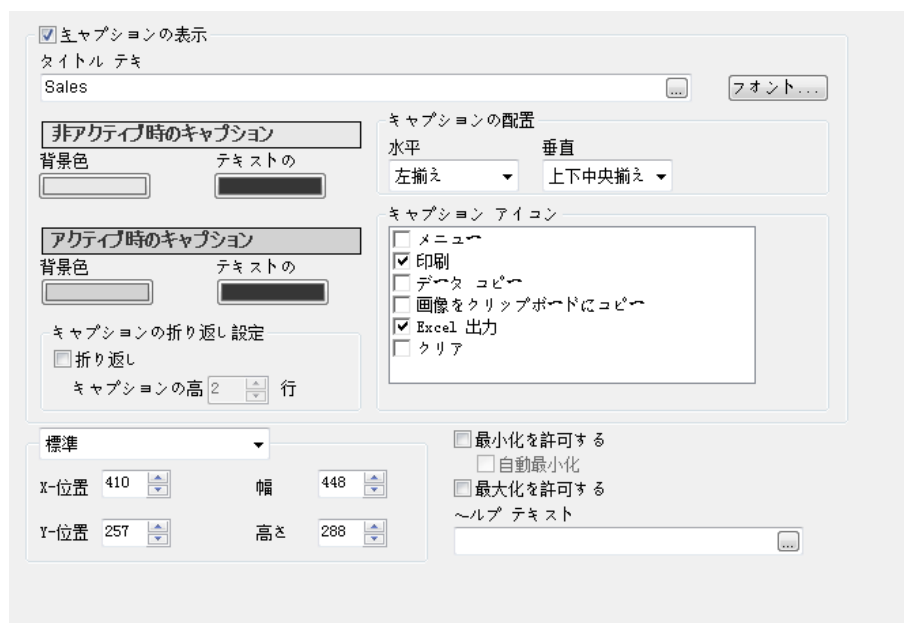 キャプションの表示
タイトル テキ
Sales
...
フォント...
非アクティブ時のキャプション
背景色
テキストの
キャプションの配置
水平
垂直
左揃え
上下中央揃え
アクティブ時のキャプション
背景色
テキストの
キャプション アイコン
メニュー
印刷
データ コピー
画像をクリップボードにコピー
Excel 出力
クリア
キャプションの折り返し設定
折り返し
キャプションの高 2 行
標準
X-位置 410
幅 448
Y-位置 257
高さ 288
最小化を許可する
自動最小化
最大化を許可する
ヘルプ テキスト
...